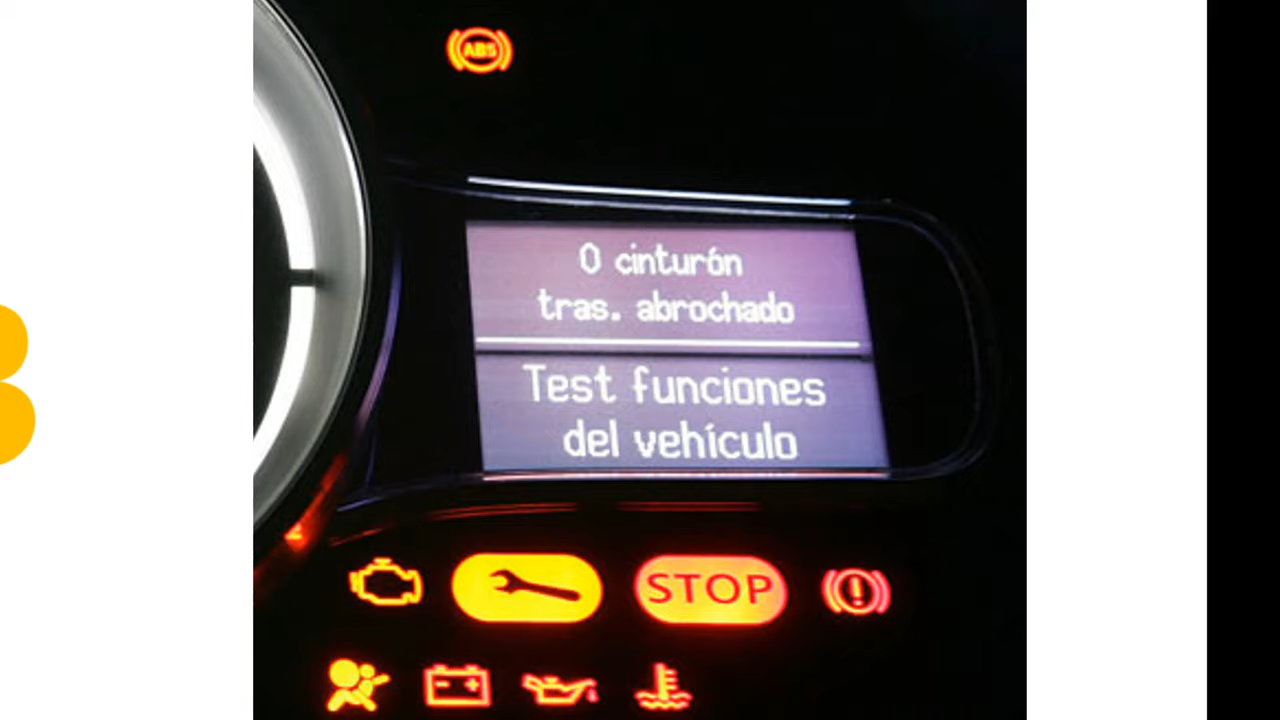 ABS
0 cinturón
tras. abrochado
Test funciones
del vehículo
STOP